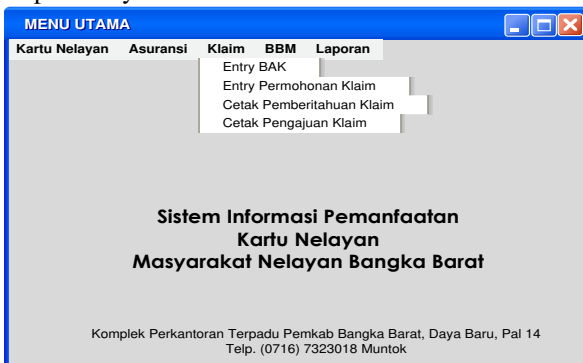 MENU UTAMA
Kartu Nelayan Asuransi Klaim BBM Laporan
Entry BAK
Entry Permohonan Klaim
Cetak Pemberitahuan Klaim
Cetak Pengajuan Klaim
Sistem Informasi Pemanfaatan
Kartu Nelayan
Masyarakat Nelayan Bangka Barat
Komplek Perkantoran Terpadu Pemkab Bangka Barat, Daya Baru, Pal 14
Telp. (0716) 7323018 Muntok